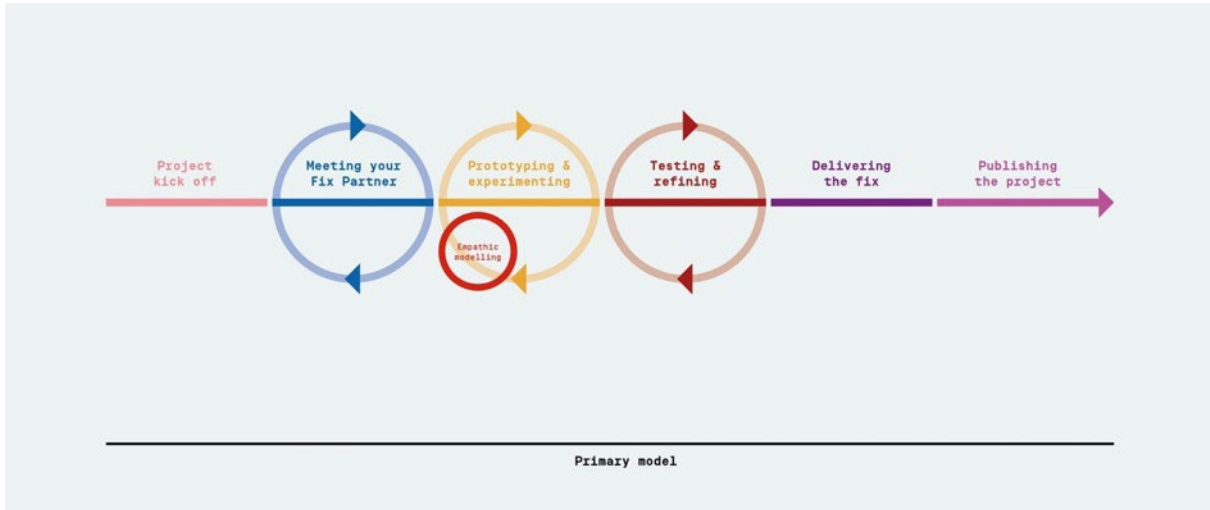 Project
kick off
Meeting your
Fix Partner
Prototyping &
experimenting
Testing &
refining
Delivering
the fix
Publishing
the project
Empathic
modelling
Primary model